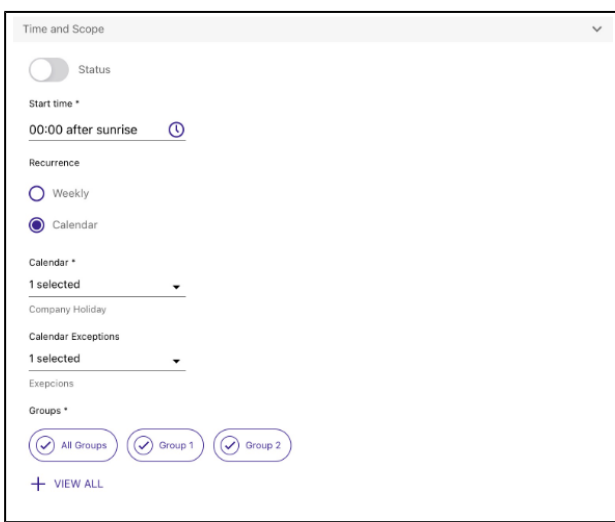 Time and Scope
Status
Start time *
00:00 after sunrise
Recurrence
Weekly
Calendar
Calendar *
1 selected
Company Holiday
Calendar Exceptions
1 selected
Exepcions
Groups *
All Groups Group 1 Group 2
VIEW ALL